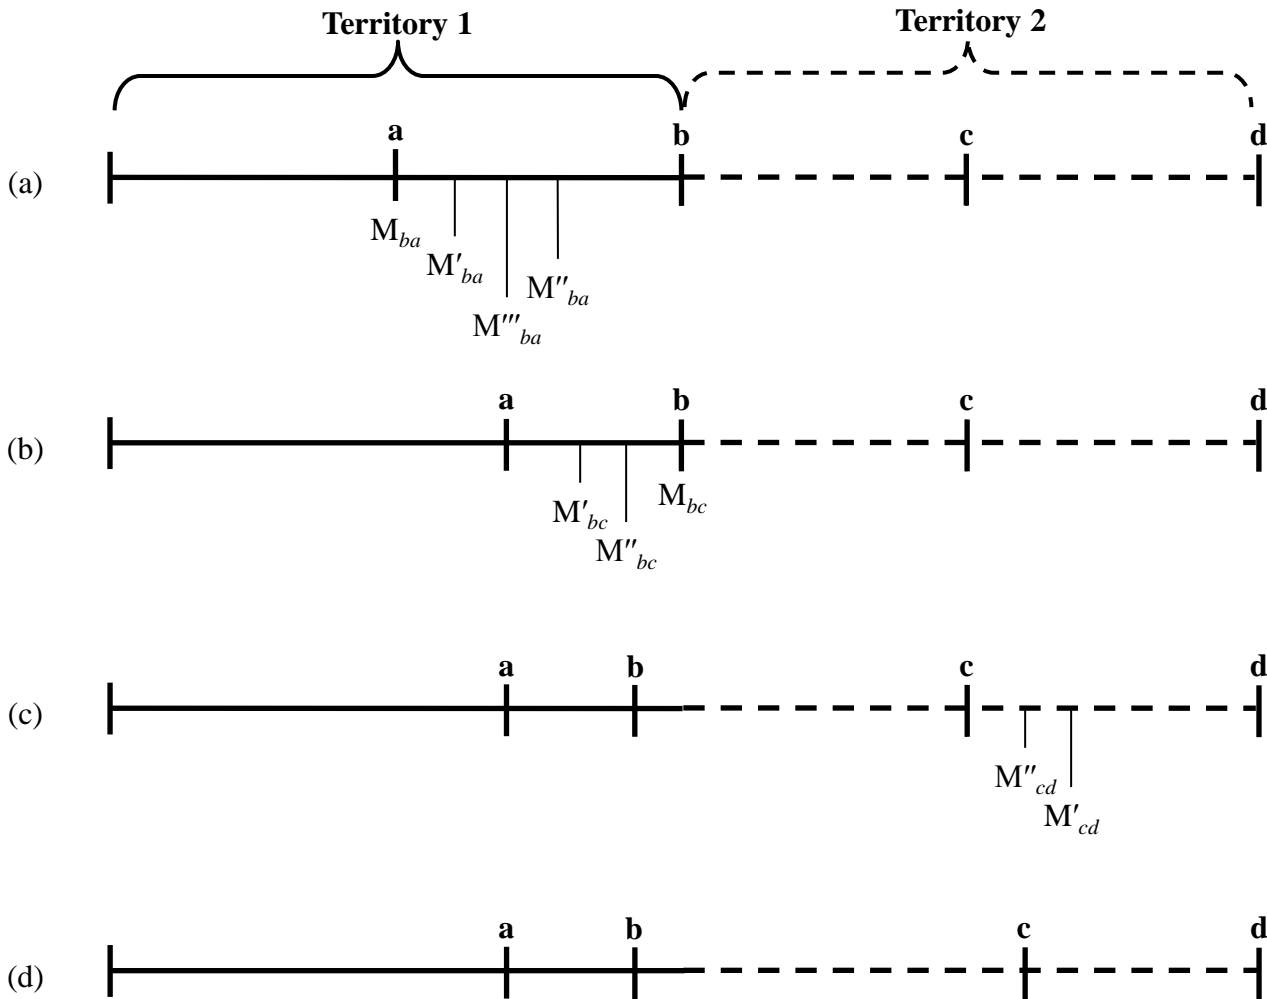 Territory 1
Territory 2
a b c d
(a)
M_ba
M′_ba
M″_ba
M‴_ba
a b c d
(b)
M_bc
M′_bc
M″_bc
a b c d
(c)
M″_cd
M′_cd
a b c d
(d)